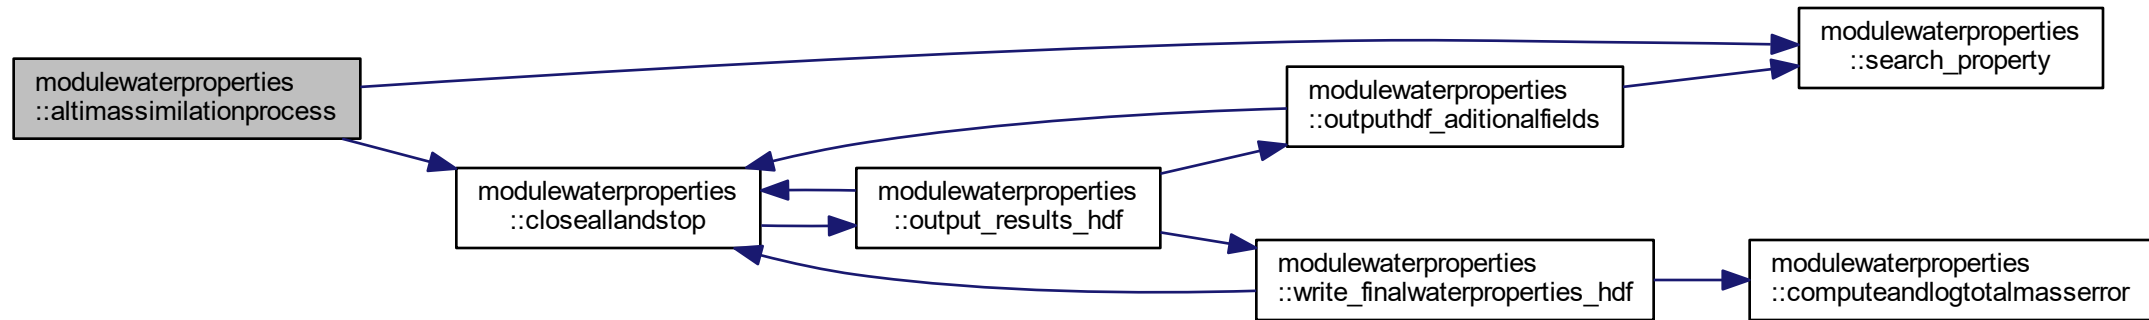 modulewaterproperties
::altimassimilationprocess
modulewaterproperties
::closeallandstop
modulewaterproperties
::output_results_hdf
modulewaterproperties
::outputhdf_aditionalfields
modulewaterproperties
::search_property
modulewaterproperties
::write_finalwaterproperties_hdf
modulewaterproperties
::computeandlogtotalmasserror